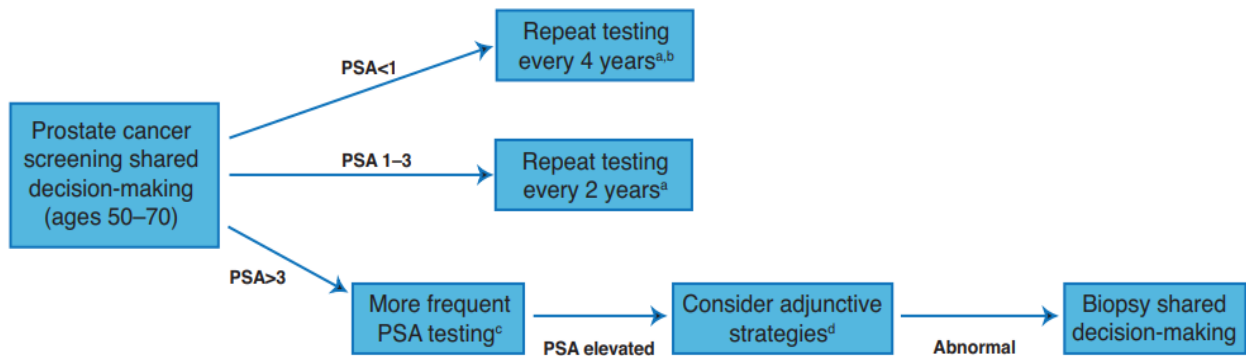 Prostate cancer
screening shared
decision-making
(ages 50–70)
PSA<1
Repeat testing
every 4 yearsa,b
PSA 1–3
Repeat testing
every 2 yearsa
PSA>3
More frequent
PSA testingc
PSA elevated
Consider adjunctive
strategiesd
Abnormal
Biopsy shared
decision-making